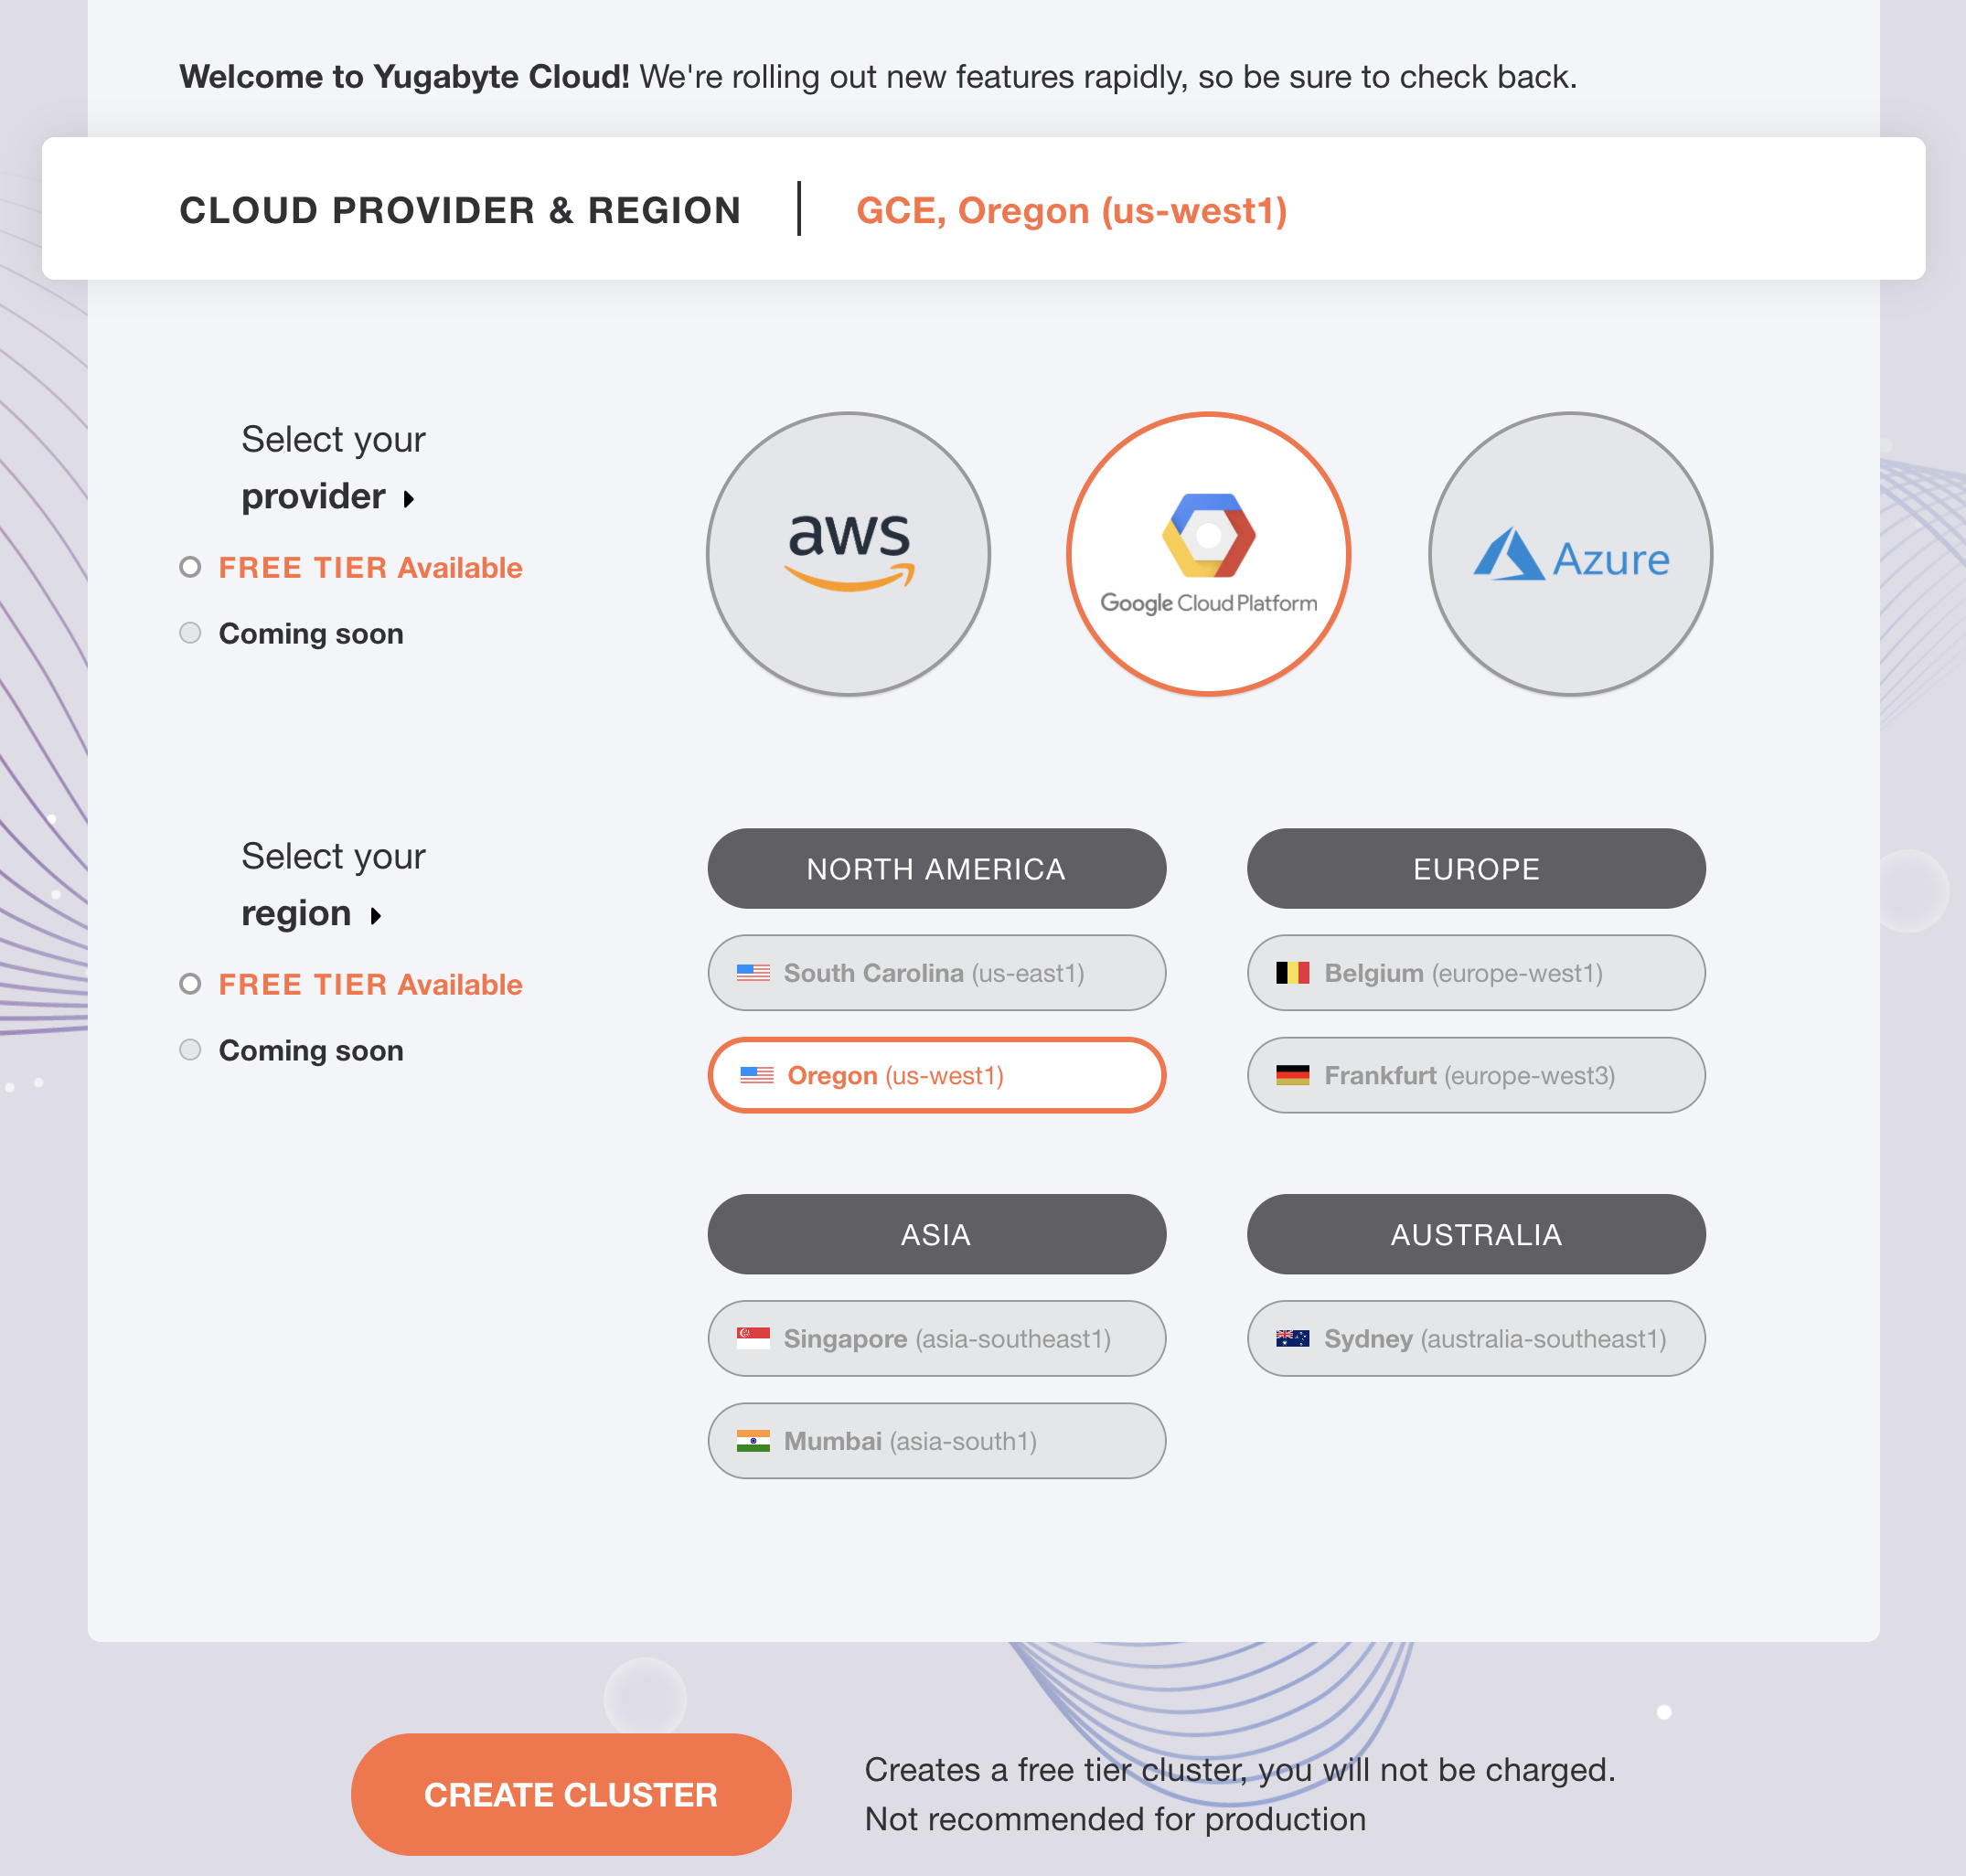 Welcome to Yugabyte Cloud! We're rolling out new features rapidly, so be sure to check back.
CLOUD PROVIDER & REGION
GCE, Oregon (us-west1)
Select your
provider
FREE TIER Available
Coming soon
aws
Google Cloud Platform
Azure
Select your
region
FREE TIER Available
Coming soon
NORTH AMERICA
South Carolina (us-east1)
Oregon (us-west1)
EUROPE
Belgium (europe-west1)
Frankfurt (europe-west3)
ASIA
Singapore (asia-southeast1)
Mumbai (asia-south1)
AUSTRALIA
Sydney (australia-southeast1)
CREATE CLUSTER
Creates a free tier cluster, you will not be charged.
Not recommended for production